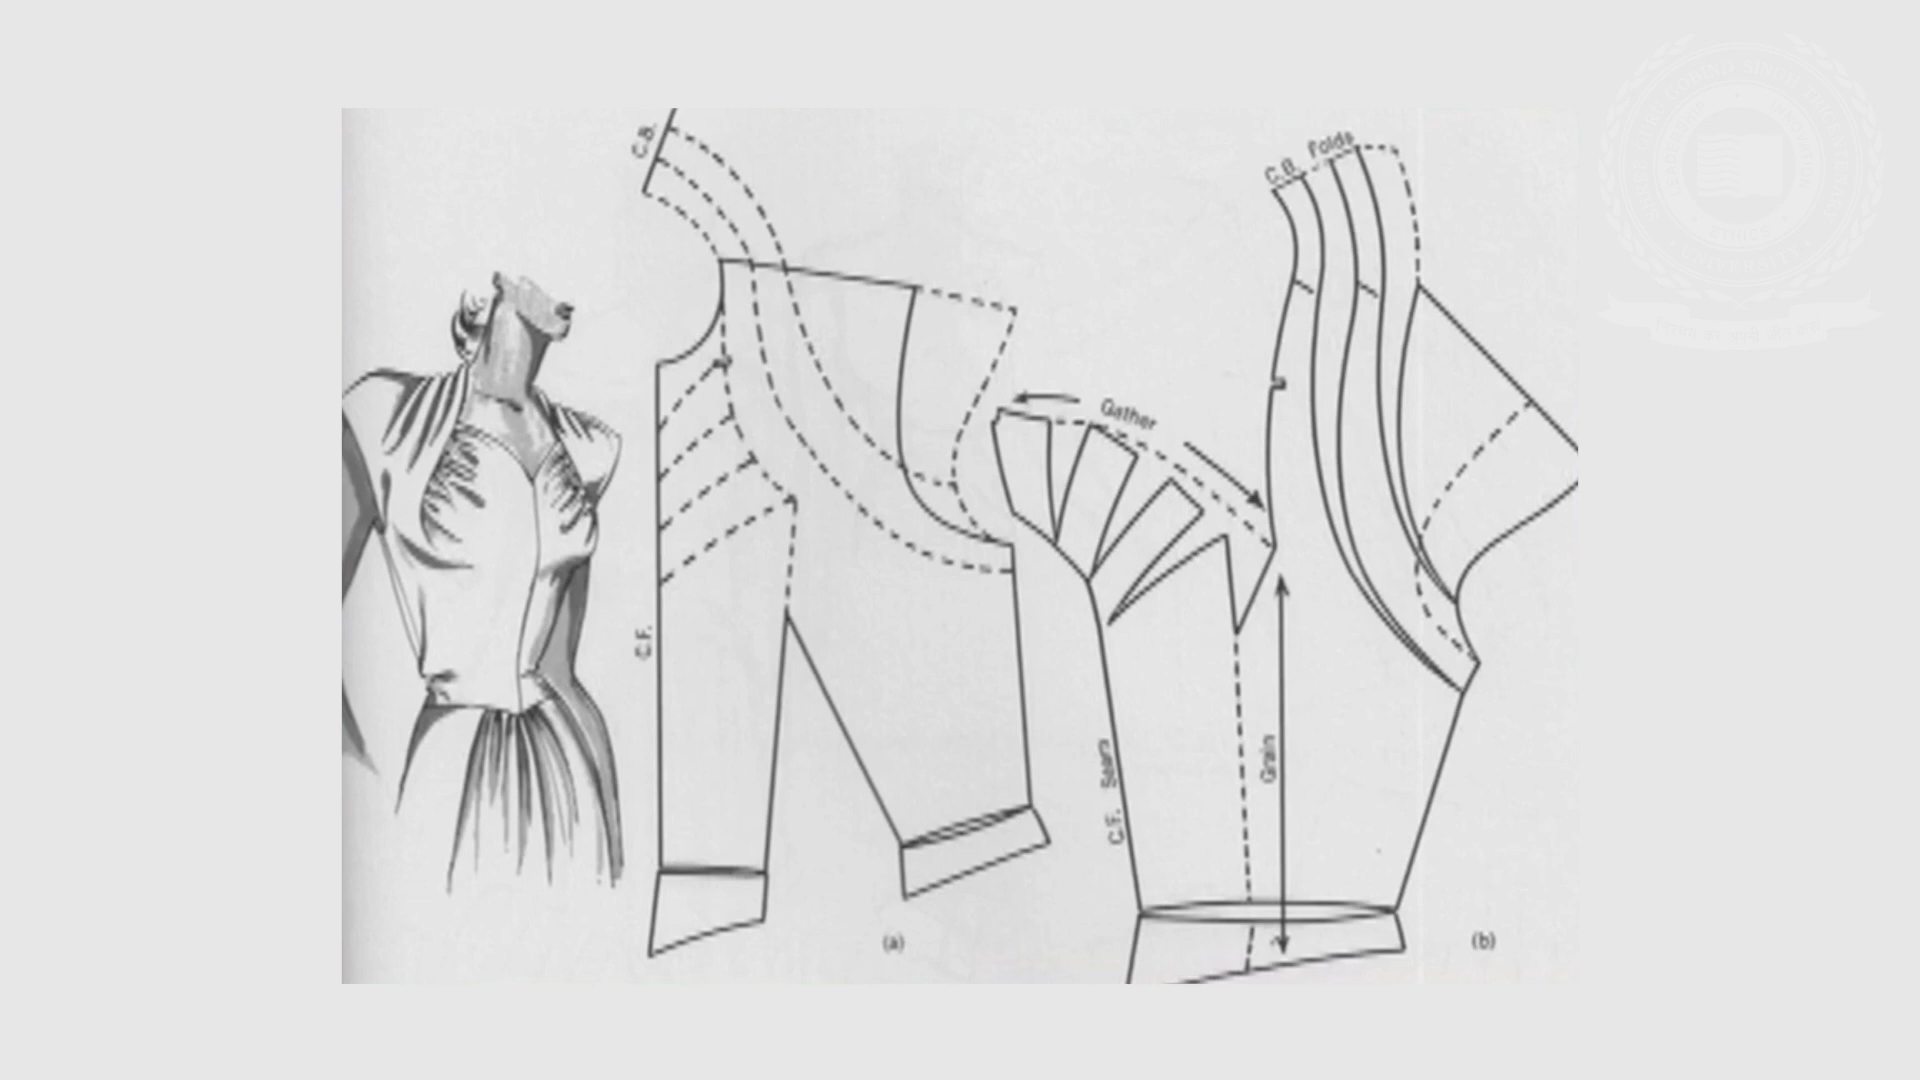 C.B.
C.B. Folds
Gather
C.F.
C.F. Seam
Grain
(a)
(b)